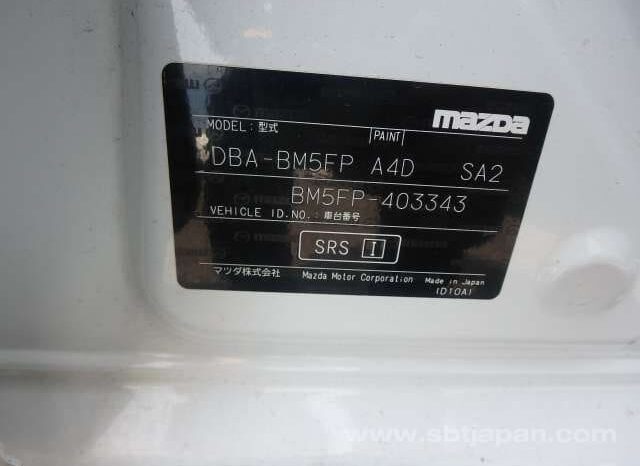 mazda
MODEL: 型式 PAINT
DBA-BM5FP A4D SA2
BM5FP-403343
VEHICLE ID.NO.: 車台番号
SRS I
マツダ株式会社 Mazda Motor Corporation Made in Japan
ID10A1
www.sbtjapan.com